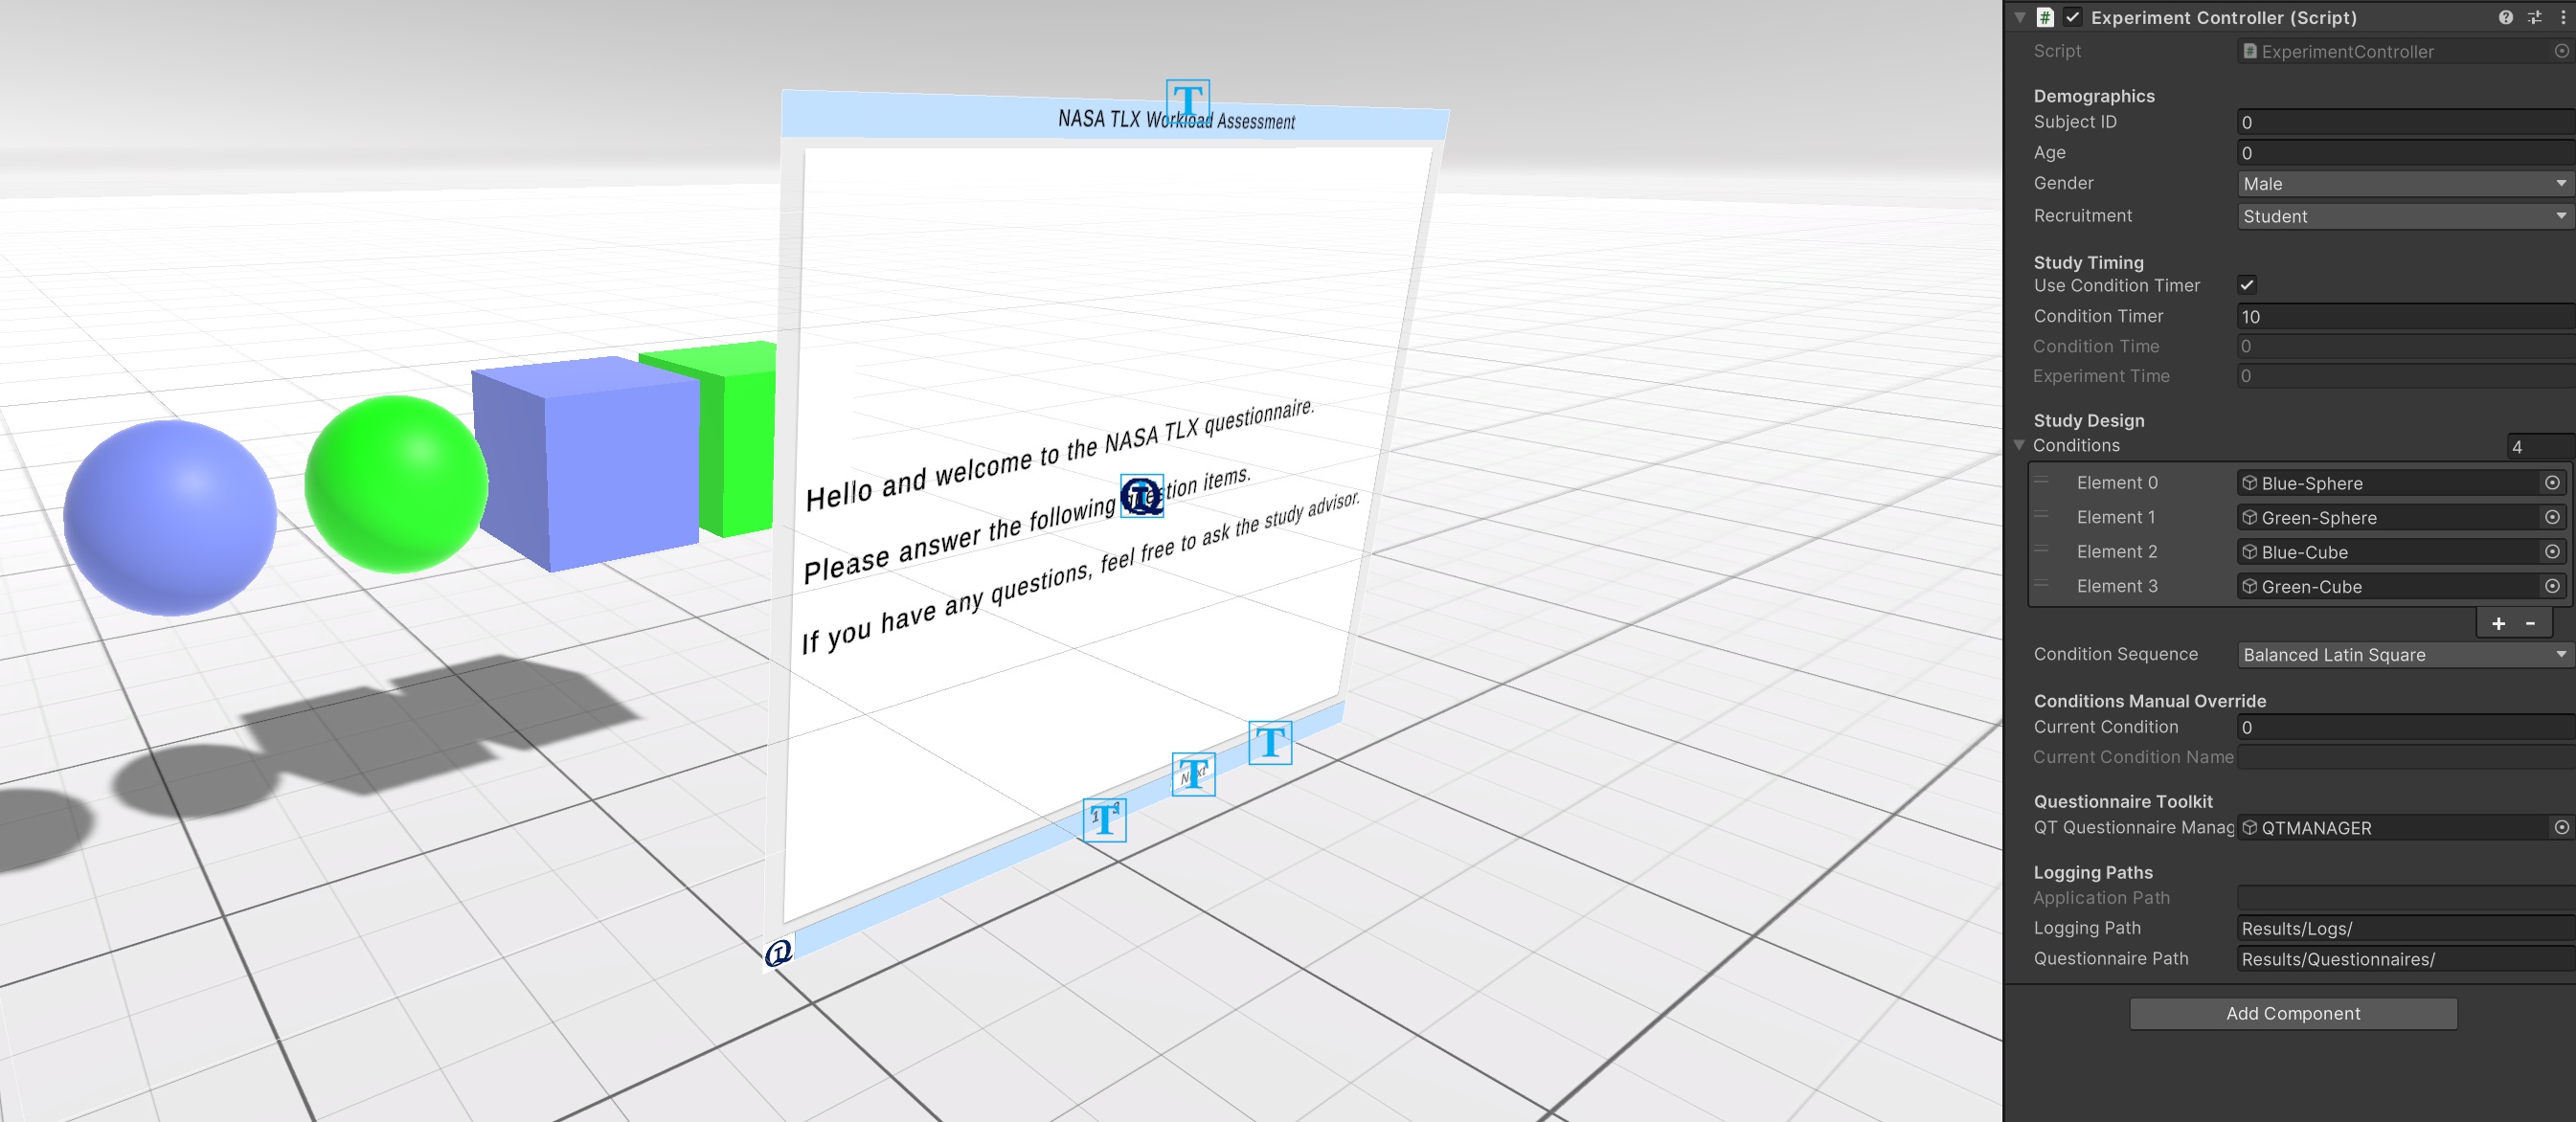 NASA TLX Workload Assessment
Hello and welcome to the NASA TLX questionnaire.
Please answer the following question items.
If you have any questions, feel free to ask the study advisor.
Next
Experiment Controller (Script)
Script ExperimentController
Demographics
Subject ID 0
Age 0
Gender Male
Recruitment Student
Study Timing
Use Condition Timer
Condition Timer 10
Condition Time 0
Experiment Time 0
Study Design
Conditions 4
Element 0 Blue-Sphere
Element 1 Green-Sphere
Element 2 Blue-Cube
Element 3 Green-Cube
+ -
Condition Sequence Balanced Latin Square
Conditions Manual Override
Current Condition 0
Current Condition Name
Questionnaire Toolkit
QT Questionnaire Manag QTMANAGER
Logging Paths
Application Path
Logging Path Results/Logs/
Questionnaire Path Results/Questionnaires/
Add Component